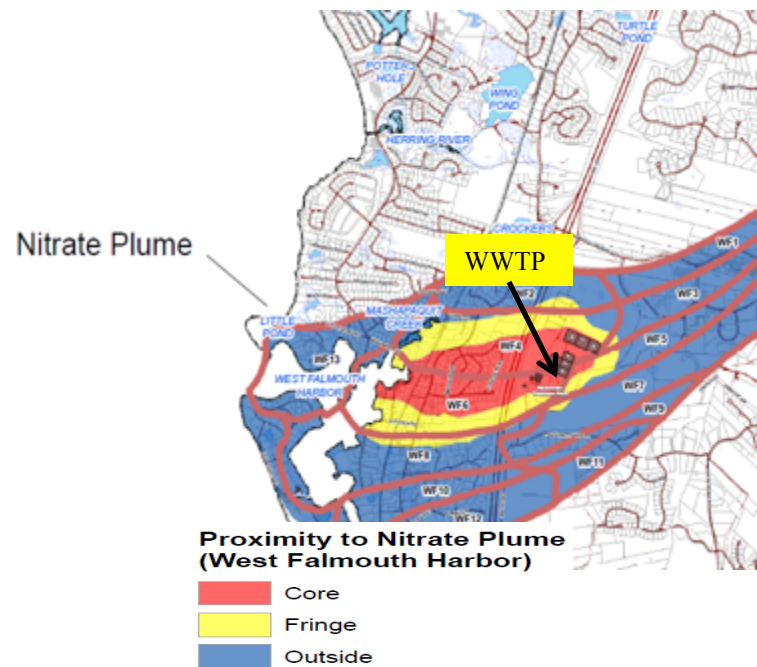 TURTLE
POND
POTTERS
HOLE
WING
POND
HERRING RIVER
Nitrate Plume
CROCKER'S
WWTP
WF1
WF2
WF3
MASHAPAQUIT
CREEK
LITTLE
POND
WF4
WF5
WF13
WEST FALMOUTH
HARBOR
WF6
WF7
WF9
WF8
WF11
WF10
WF12
Proximity to Nitrate Plume
(West Falmouth Harbor)
Core
Fringe
Outside